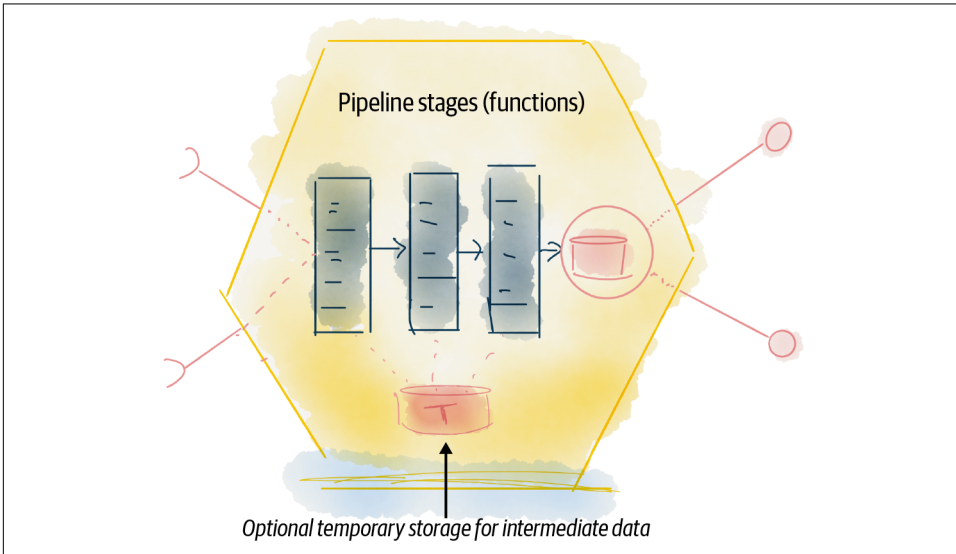 Pipeline stages (functions)
T
Optional temporary storage for intermediate data